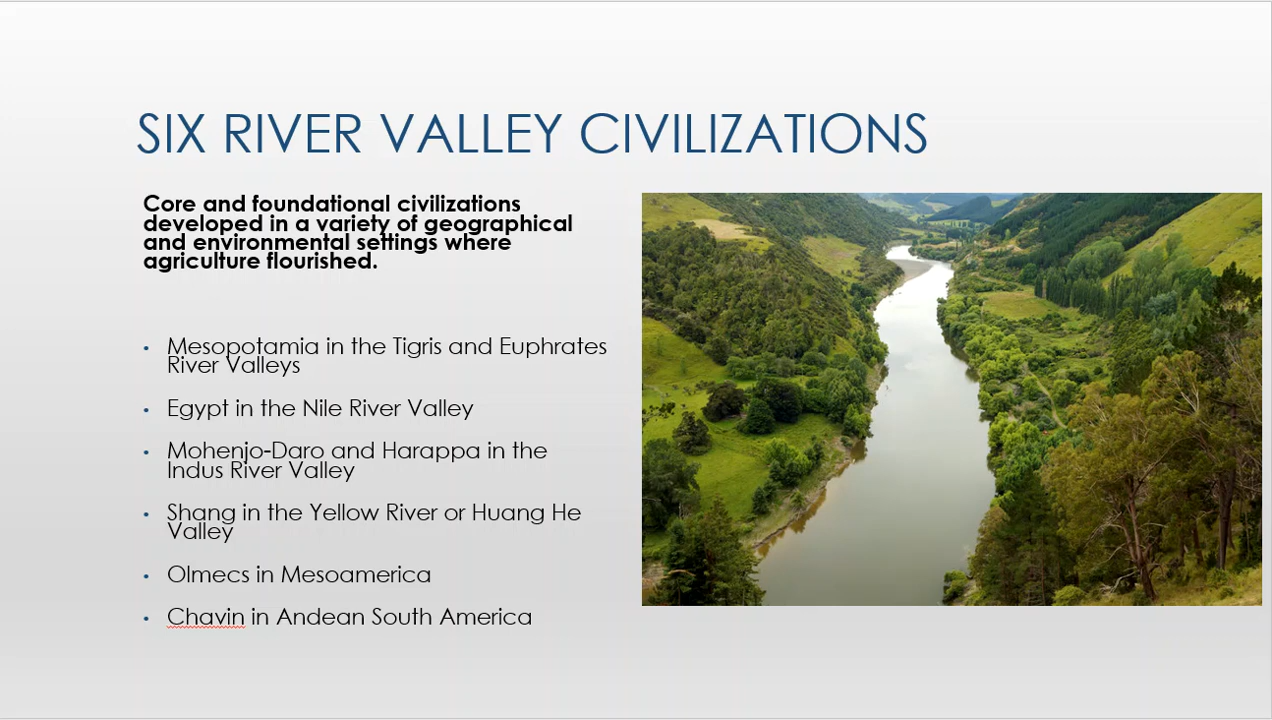 SIX RIVER VALLEY CIVILIZATIONS
Core and foundational civilizations
developed in a variety of geographical
and environmental settings where
agriculture flourished.
• Mesopotamia in the Tigris and Euphrates
River Valleys
• Egypt in the Nile River Valley
• Mohenjo-Daro and Harappa in the
Indus River Valley
• Shang in the Yellow River or Huang He
Valley
• Olmecs in Mesoamerica
• Chavin in Andean South America